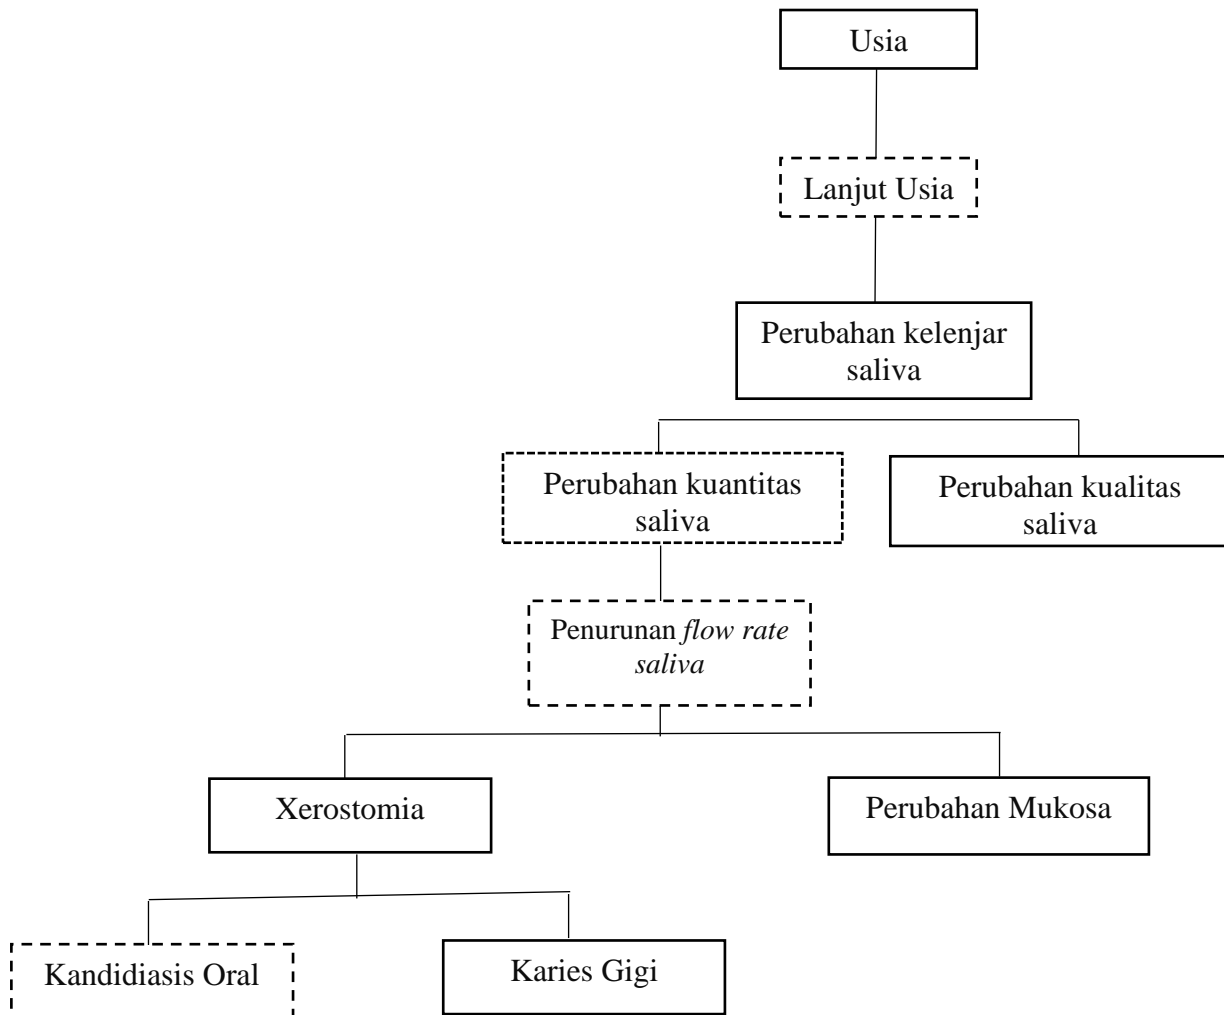 Usia
Lanjut Usia
Perubahan kelenjar
saliva
Perubahan kuantitas
saliva
Perubahan kualitas
saliva
Penurunan flow rate
saliva
Xerostomia
Perubahan Mukosa
Kandidiasis Oral
Karies Gigi